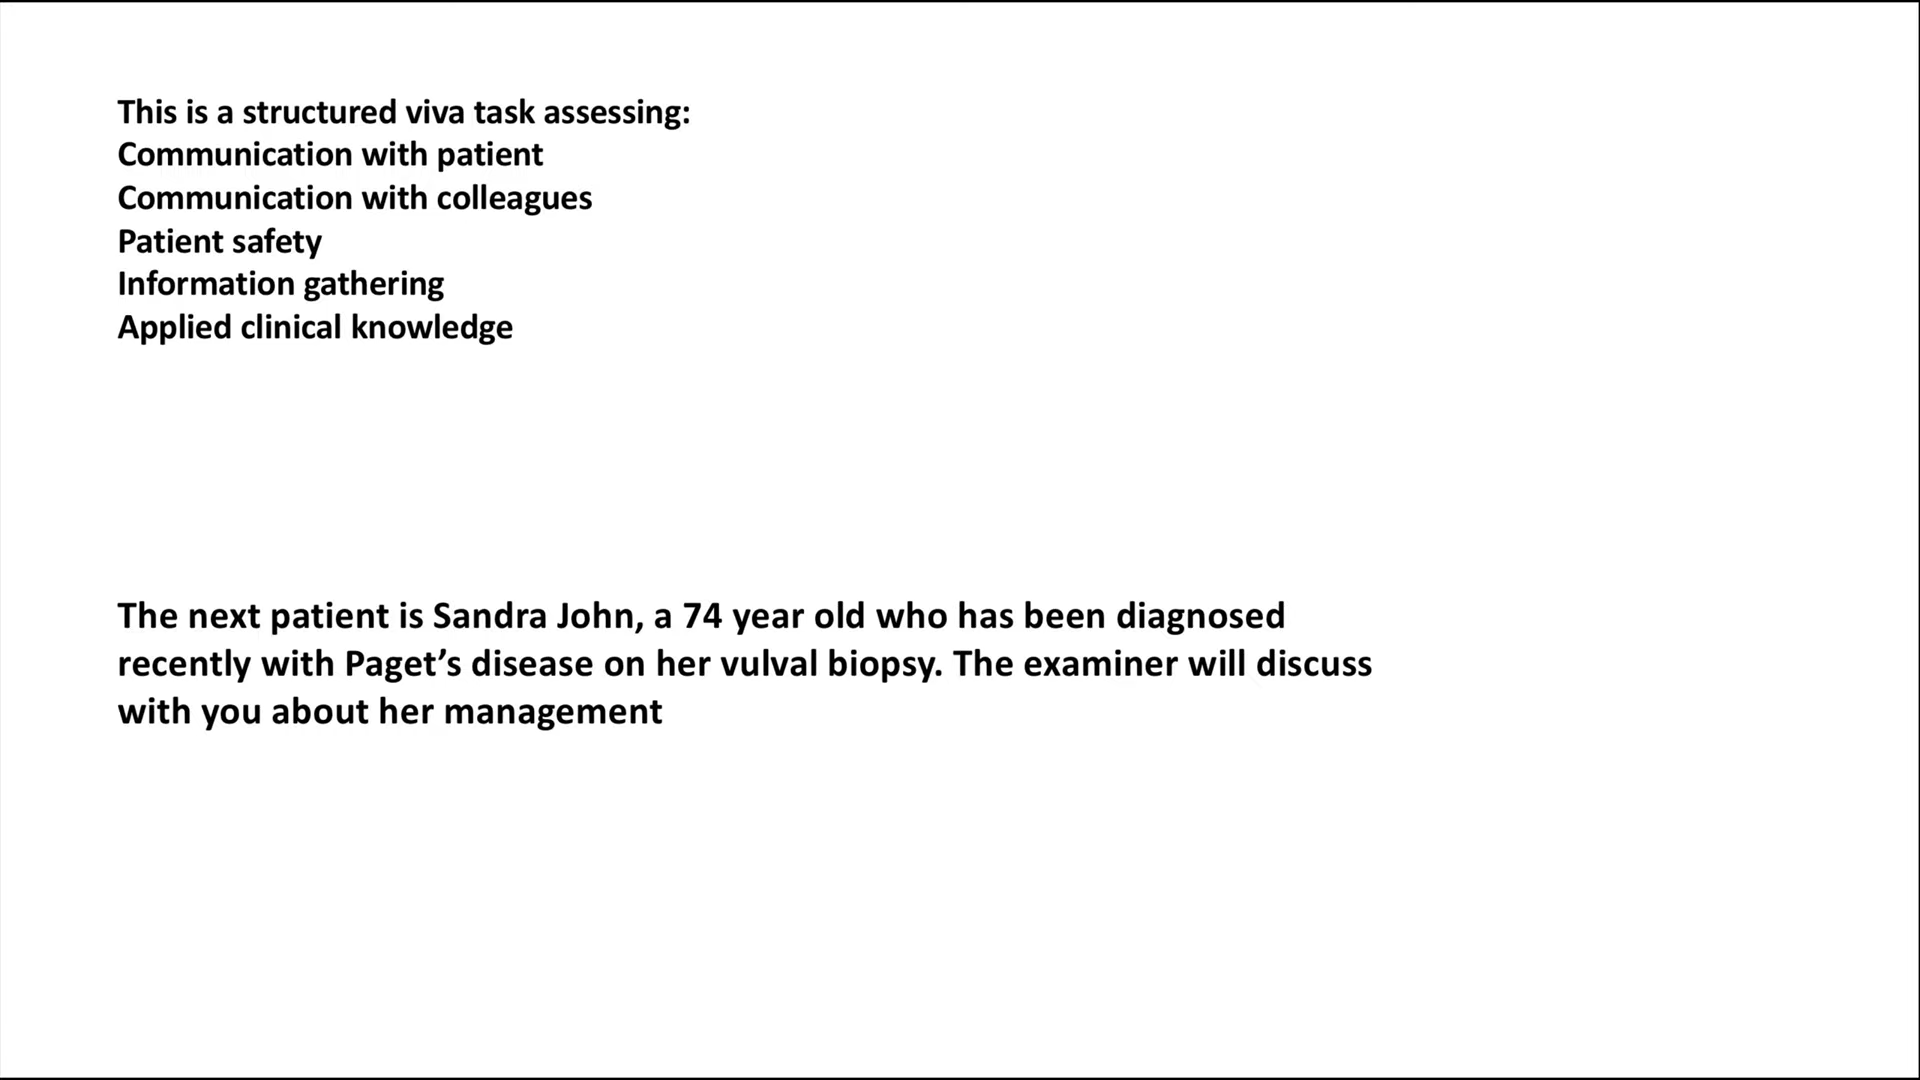 This is a structured viva task assessing:
Communication with patient
Communication with colleagues
Patient safety
Information gathering
Applied clinical knowledge
The next patient is Sandra John, a 74 year old who has been diagnosed
recently with Paget’s disease on her vulval biopsy. The examiner will discuss
with you about her management